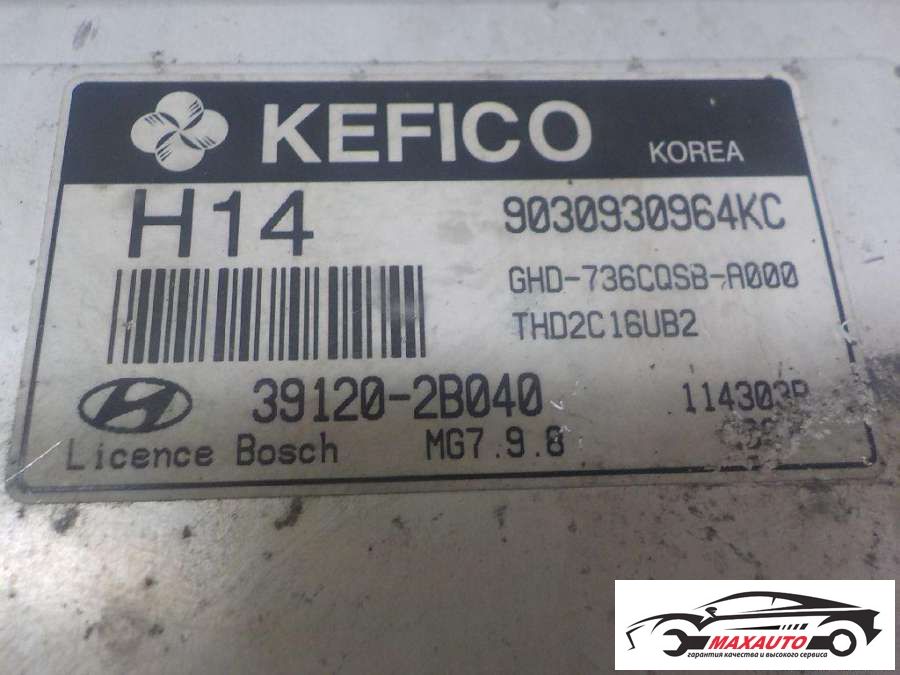 KEFICO KOREA
H14 9030930964KC
GHD-736CQSB-A000
THD2C16UB2
39120-2B040
Licence Bosch MG7.9.8
MAXAUTO
гарантия качества и высокого сервиса